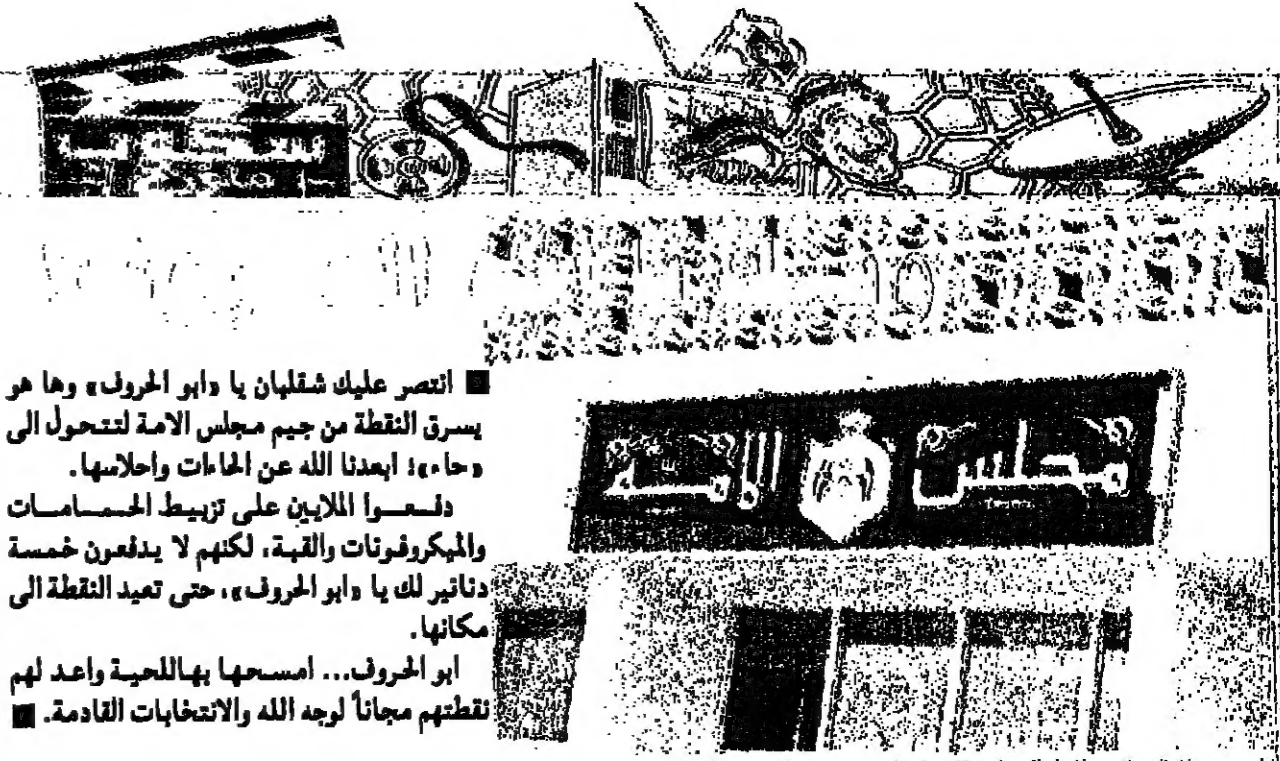 ■ انتصر عليك شقلبان يا «ابو الحروف» وها هو
يسرق النقطة من جيم مجلس الامة لتتحول الى
«حاء»؛ ابعدنا الله عن الحاءات واحلاسها.
دفعوا الملايين على تزبيط الحمامات
والميكروفونات والقبة، لكنهم لا يدفعون خمسة
دنانير لك يا «ابو الحروف»، حتى تعيد النقطة الى
مكانها.
ابو الحروف... امسحها بهاللحية واعد لهم
نقطتهم مجاناً لوجه الله والانتخابات القادمة. ■